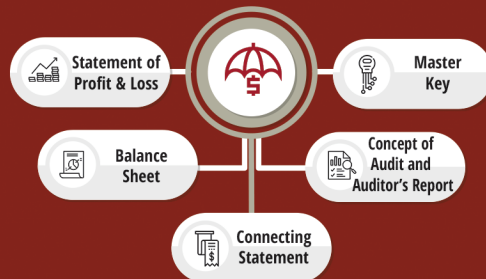 Statement of
Profit & Loss
Master
Key
Balance
Sheet
Concept of
Audit and
Auditor's Report
Connecting
Statement